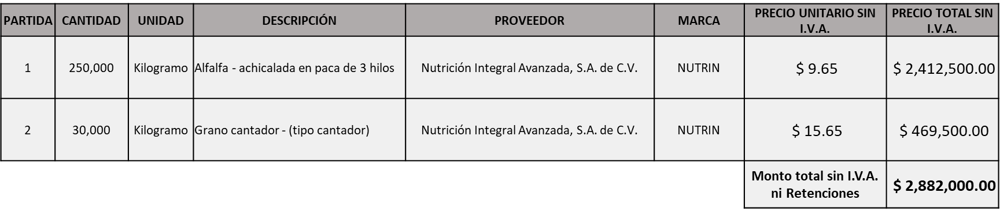 PARTIDA CANTIDAD UNIDAD DESCRIPCIÓN PROVEEDOR MARCA PRECIO UNITARIO SIN I.V.A. PRECIO TOTAL SIN I.V.A.
1 250,000 Kilogramo Alfalfa - achicalada en paca de 3 hilos Nutrición Integral Avanzada, S.A. de C.V. NUTRIN $ 9.65 $ 2,412,500.00
2 30,000 Kilogramo Grano cantador - (tipo cantador) Nutrición Integral Avanzada, S.A. de C.V. NUTRIN $ 15.65 $ 469,500.00
Monto total sin I.V.A. ni Retenciones $ 2,882,000.00